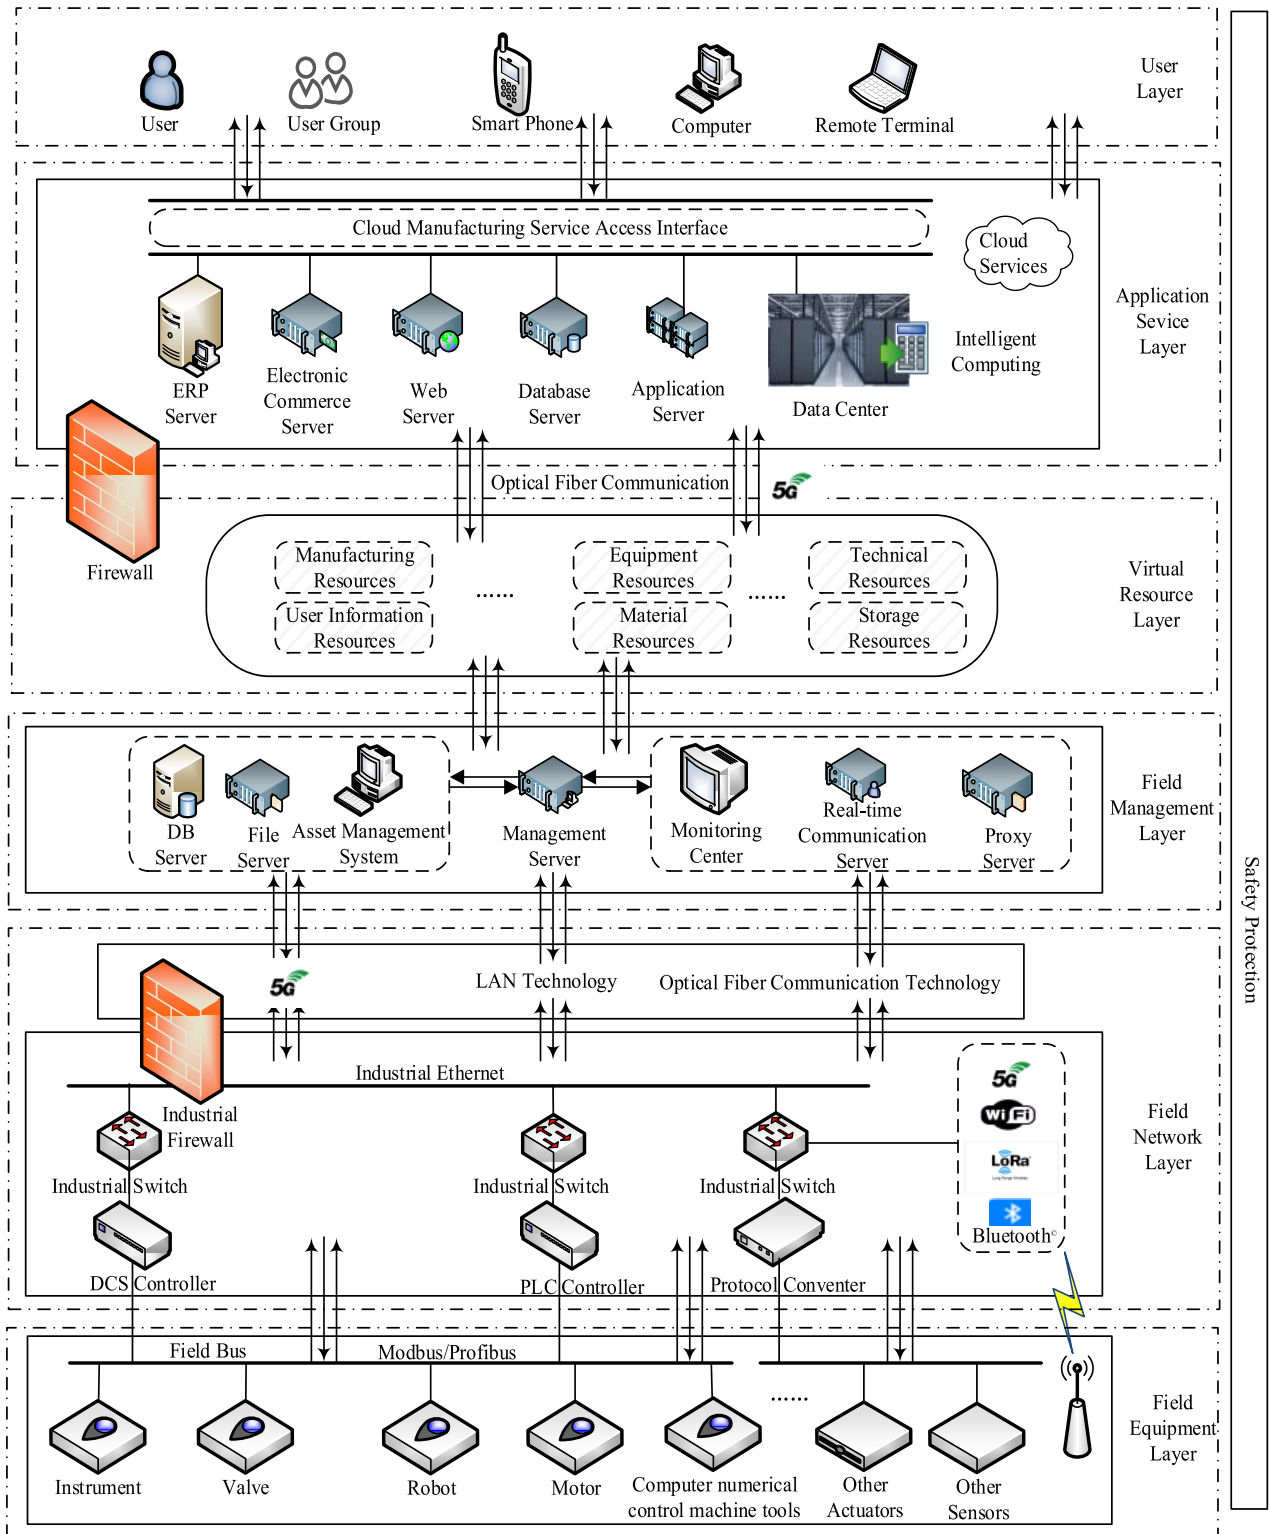 User
Layer
User
User Group
Smart Phone
Computer
Remote Terminal
Cloud Manufacturing Service Access Interface
Cloud
Services
Application
Sevice
Layer
Intelligent
Computing
ERP
Server
Electronic
Commerce
Server
Web
Server
Database
Server
Application
Server
Data Center
Optical Fiber Communication
5G
Firewall
Manufacturing
Resources
Equipment
Resources
Technical
Resources
......
......
User Information
Resources
Material
Resources
Storage
Resources
Virtual
Resource
Layer
DB
Server
File
Server
Asset Management
System
Management
Server
Monitoring
Center
Real-time
Communication
Server
Proxy
Server
Field
Management
Layer
Safety Protection
5G
LAN Technology
Optical Fiber Communication Technology
Industrial Ethernet
Industrial
Firewall
5G
WiFi
LoRa
Long Range Wireless
Bluetooth©
Field
Network
Layer
Industrial Switch
Industrial Switch
Industrial Switch
DCS Controller
PLC Controller
Protocol Conventer
Field Bus
Modbus/Profibus
......
Instrument
Valve
Robot
Motor
Computer numerical
control machine tools
Other
Actuators
Other
Sensors
Field
Equipment
Layer